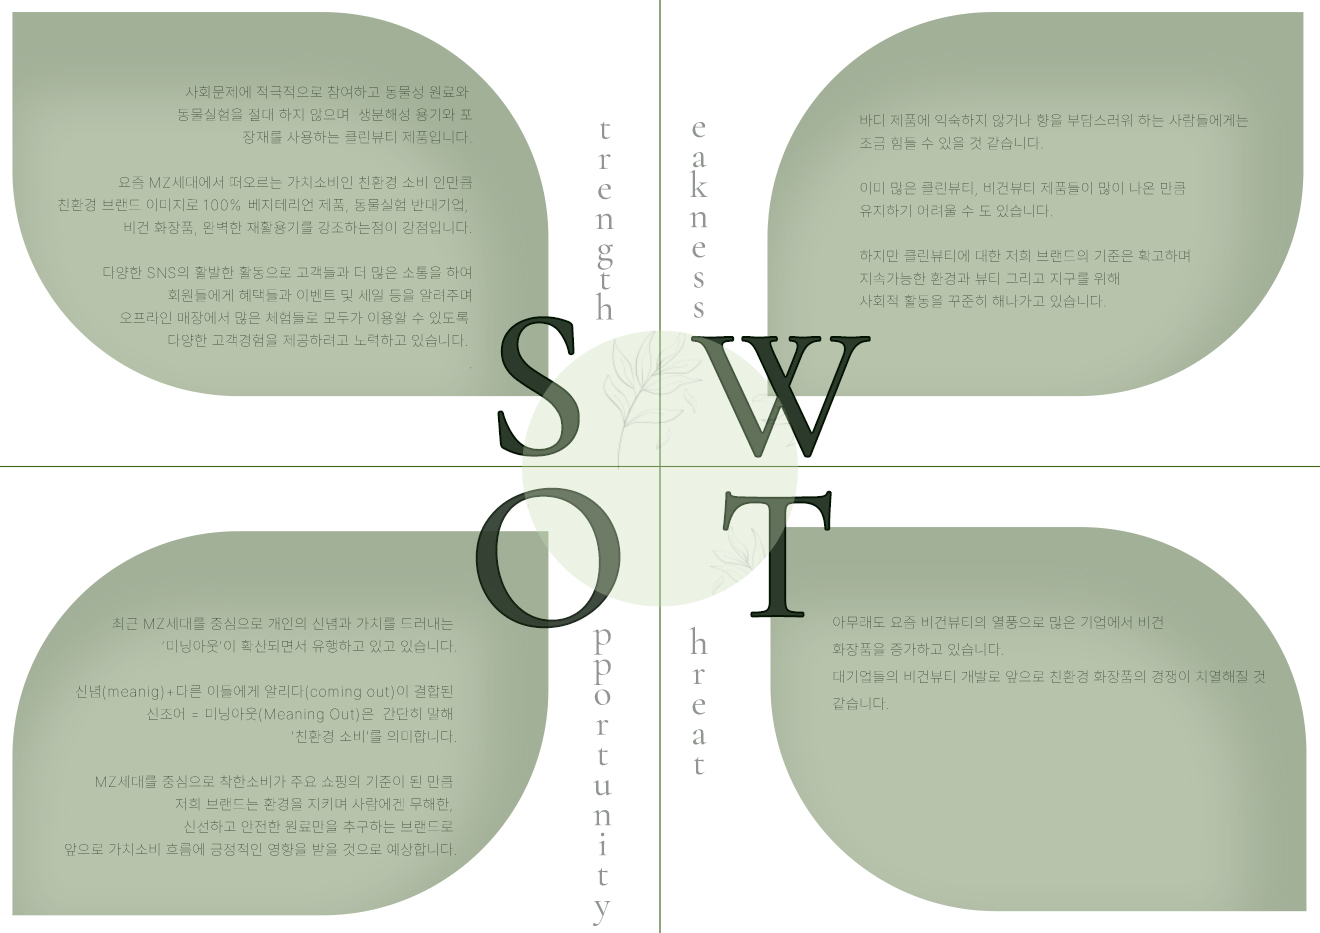 사회문제에 적극적으로 참여하고 동물성 원료와
동물실험을 절대 하지 않으며 생분해성 용기와 포
장재를 사용하는 클린뷰티 제품입니다.
요즘 MZ세대에서 떠오르는 가치소비인 친환경 소비 인만큼
친환경 브랜드 이미지로 100% 베지테리언 제품, 동물실험 반대기업,
비건 화장품, 완벽한 재활용기를 강조하는점이 강점입니다.
다양한 SNS의 활발한 활동으로 고객들과 더 많은 소통을 하여
회원들에게 혜택들과 이벤트 및 세일 등을 알려주며
오프라인 매장에서 많은 체험들로 모두가 이용할 수 있도록
다양한 고객경험을 제공하려고 노력하고 있습니다.
.
S
trength
W
eakness
바디 제품에 익숙하지 않거나 향을 부담스러워 하는 사람들에게는
조금 힘들 수 있을 것 같습니다.
이미 많은 클린뷰티, 비건뷰티 제품들이 많이 나온 만큼
유지하기 어려울 수 도 있습니다.
하지만 클린뷰티에 대한 저희 브랜드의 기준은 확고하며
지속가능한 환경과 뷰티 그리고 지구를 위해
사회적 활동을 꾸준히 해나가고 있습니다.
O
pportunity
최근 MZ세대를 중심으로 개인의 신념과 가치를 드러내는
'미닝아웃'이 확산되면서 유행하고 있고 있습니다.
신념(meanig)+다른 이들에게 알리다(coming out)이 결합된
신조어 = 미닝아웃(Meaning Out)은 간단히 말해
'친환경 소비'를 의미합니다.
MZ세대를 중심으로 착한소비가 주요 쇼핑의 기준이 된 만큼
저희 브랜드는 환경을 지키며 사람에겐 무해한,
신선하고 안전한 원료만을 추구하는 브랜드로
앞으로 가치소비 흐름에 긍정적인 영향을 받을 것으로 예상합니다.
T
hreat
아무래도 요즘 비건뷰티의 열풍으로 많은 기업에서 비건
화장품을 증가하고 있습니다.
대기업들의 비건뷰티 개발로 앞으로 친환경 화장품의 경쟁이 치열해질 것
같습니다.